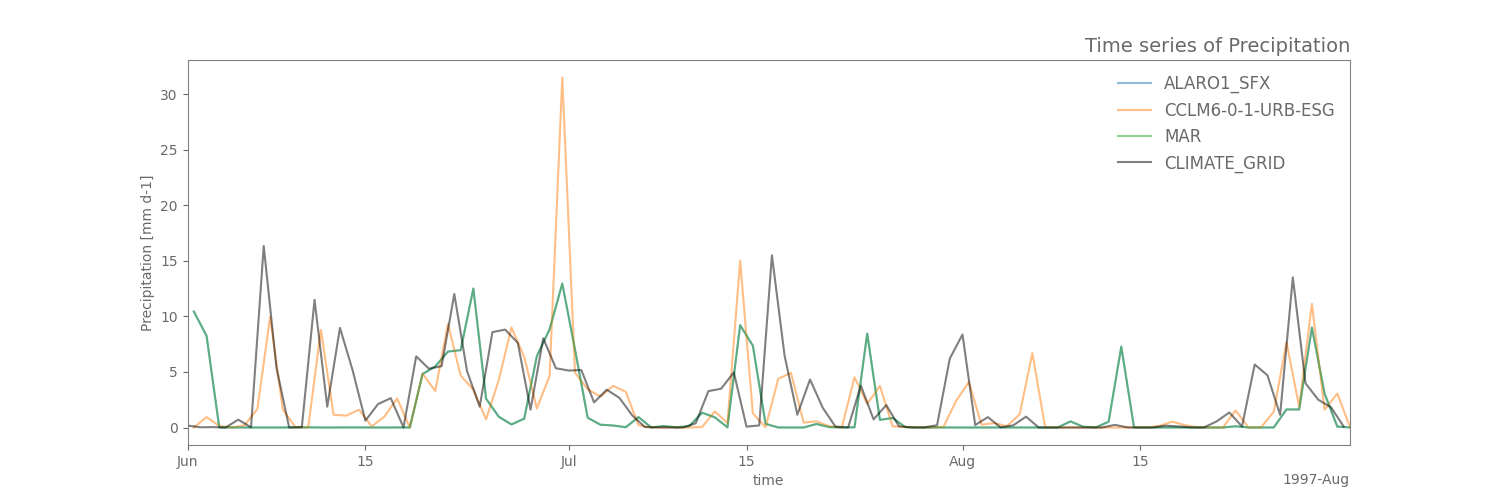 Time series of Precipitation
ALARO1_SFX
CCLM6-0-1-URB-ESG
MAR
CLIMATE_GRID
Precipitation [mm d-1]
30
25
20
15
10
5
0
Jun 15 Jul 15 Aug 15
time
1997-Aug